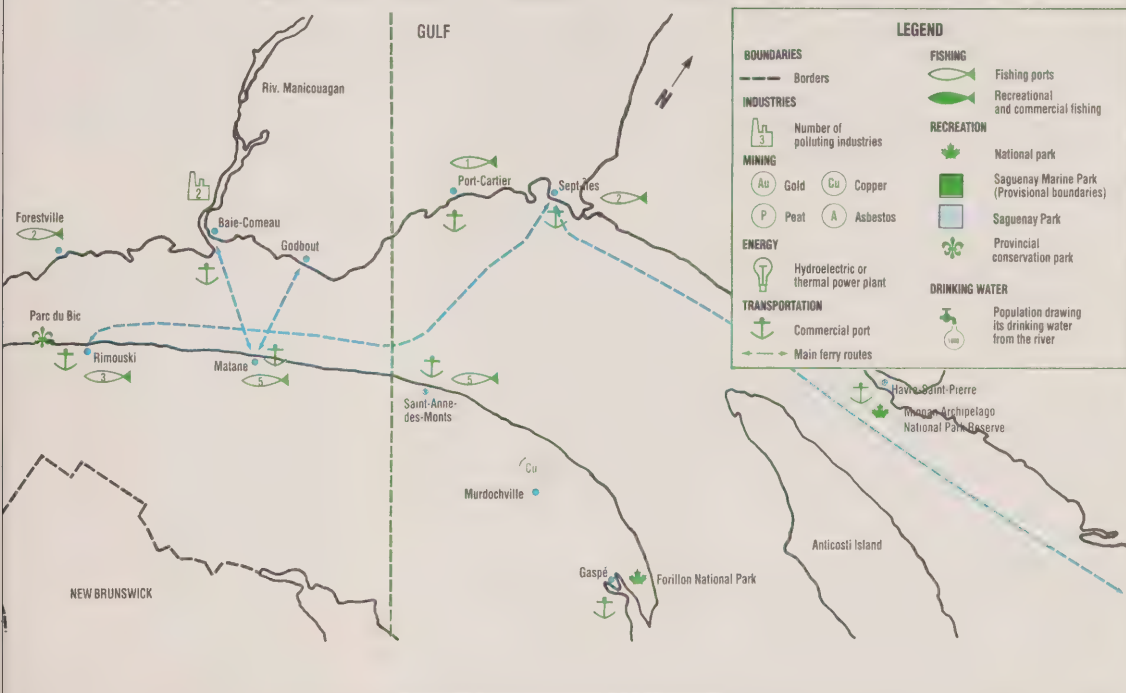 GULF
Riv. Manicouagan
N
2
Forestville
2
Baie-Comeau
Godbout
1
Port-Cartier
Sept-Îles
2
Parc du Bic
Rimouski
3
Matane
5
5
Saint-Anne-
des-Monts
Cu
Murdochville
Gaspé
Forillon National Park
NEW BRUNSWICK
Anticosti Island
Havre-Saint-Pierre
Mingan Archipelago
National Park Reserve
LEGEND
BOUNDARIES
Borders
INDUSTRIES
3
Number of
polluting industries
MINING
Au Gold Cu Copper
P Peat A Asbestos
ENERGY
Hydroelectric or
thermal power plant
TRANSPORTATION
Commercial port
Main ferry routes
FISHING
Fishing ports
Recreational
and commercial fishing
RECREATION
National park
Saguenay Marine Park
(Provisional boundaries)
Saguenay Park
Provincial
conservation park
DRINKING WATER
Population drawing
its drinking water
from the river